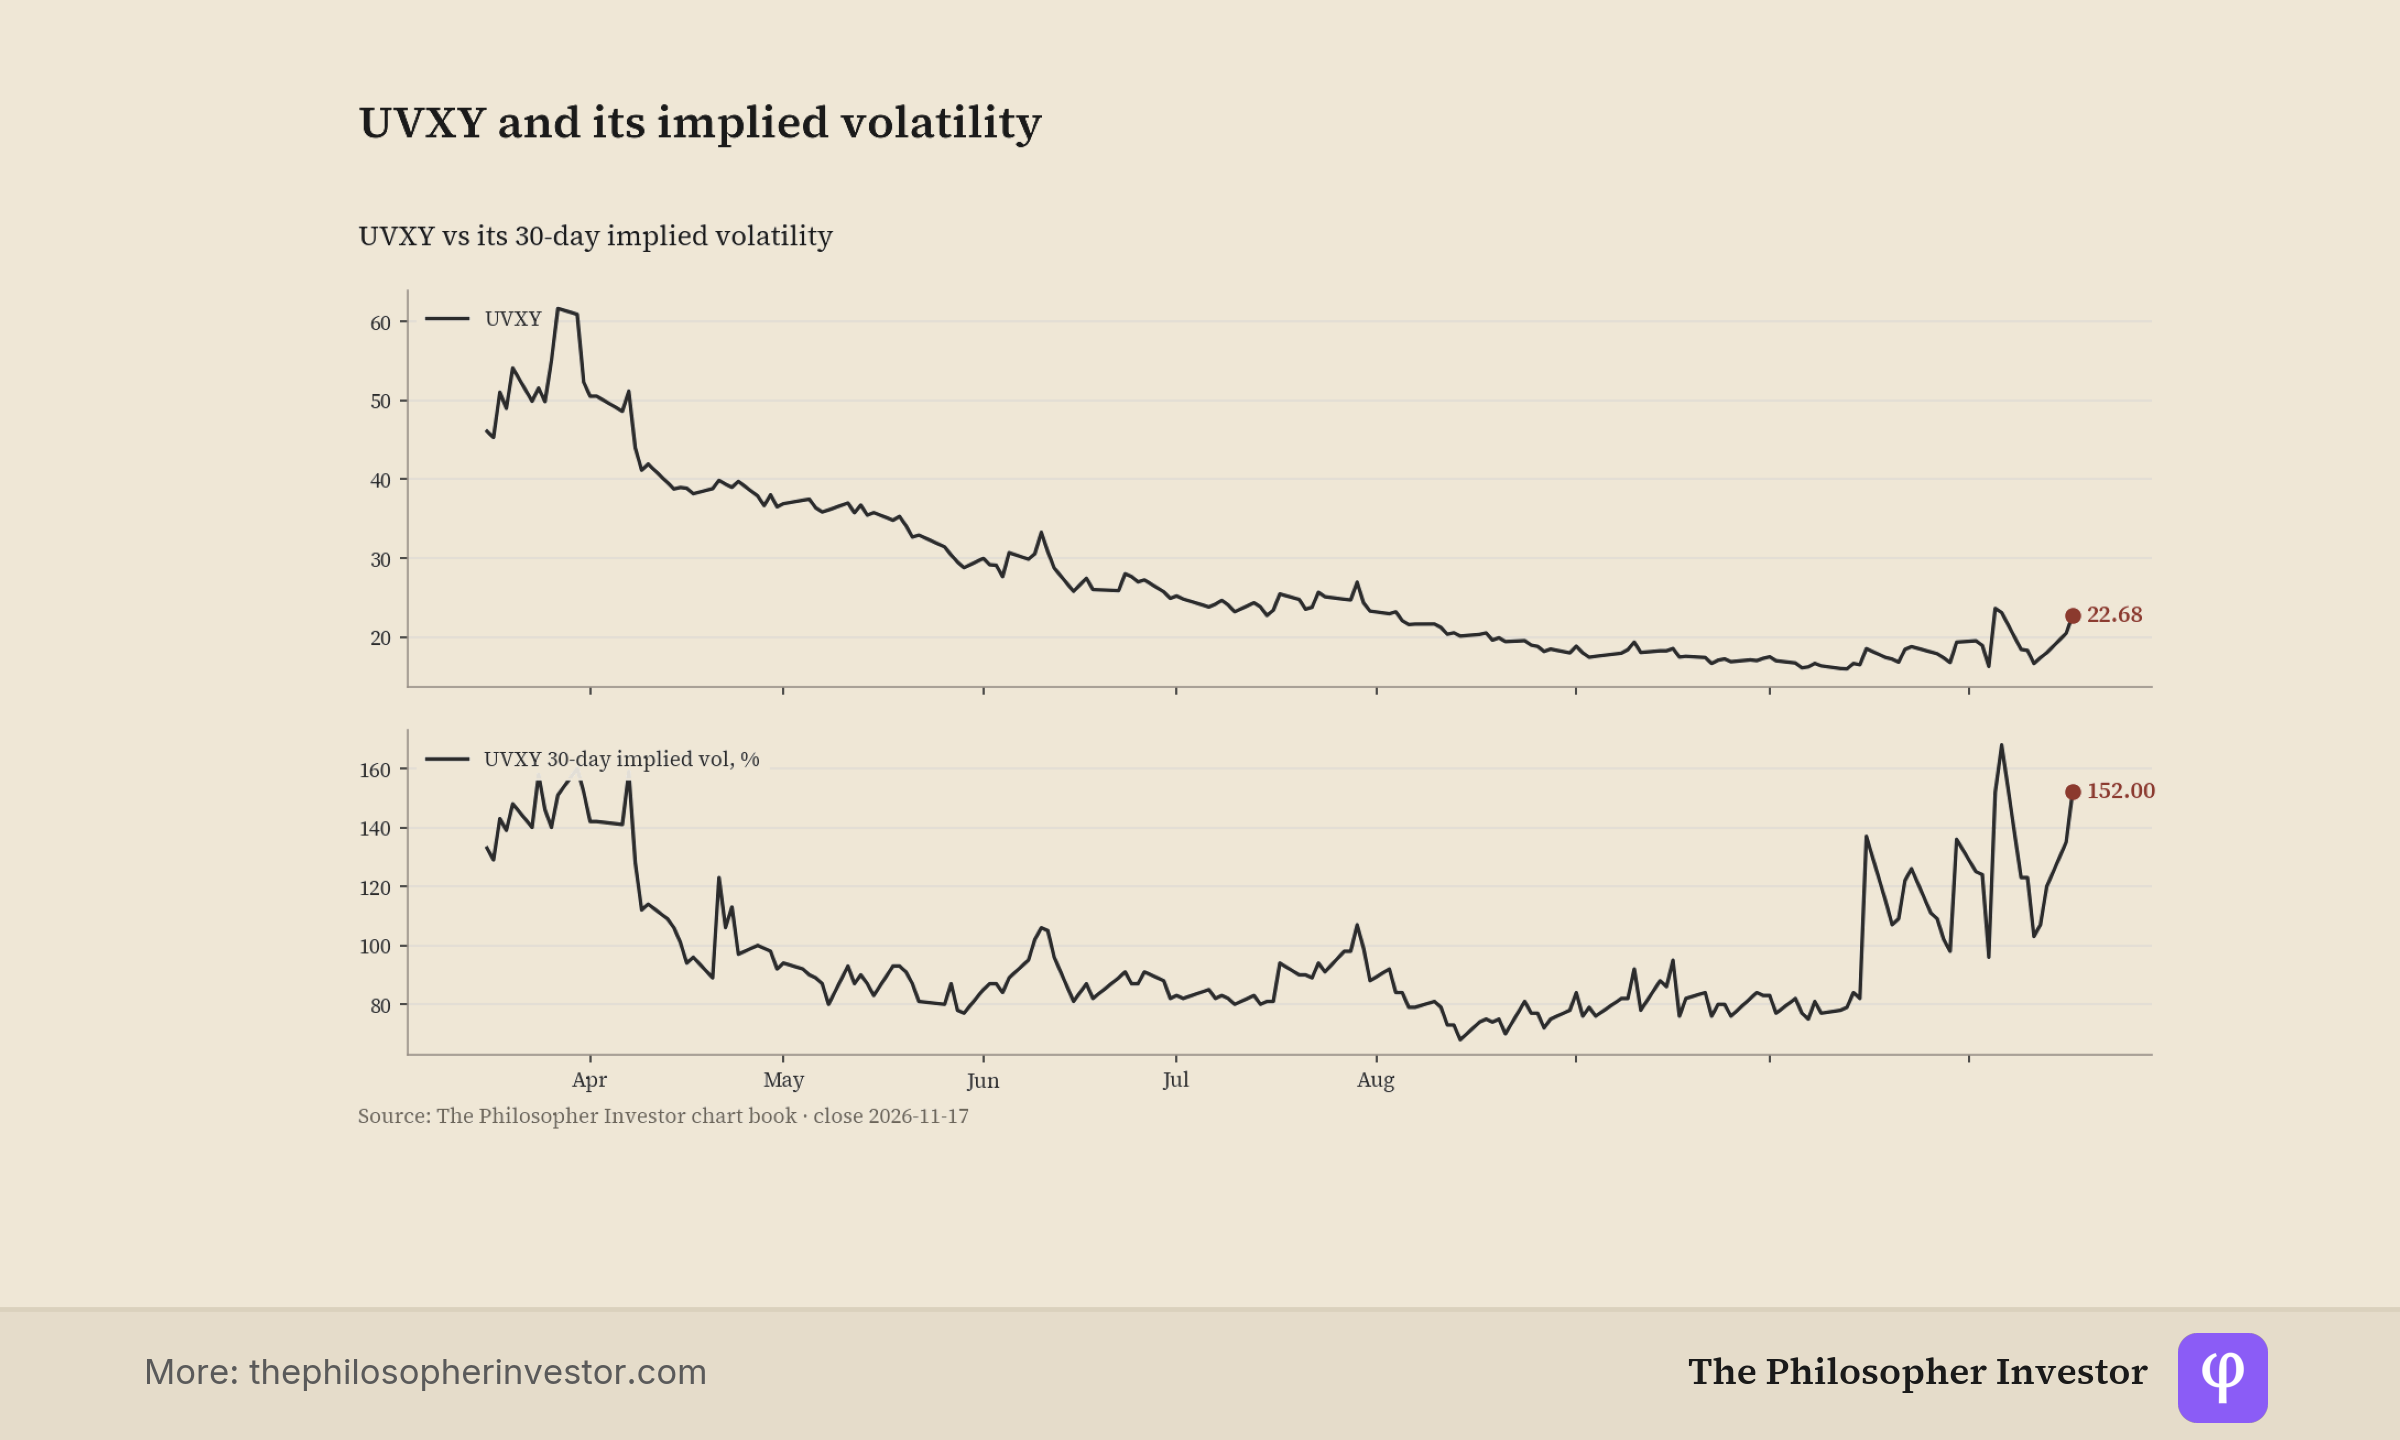 UVXY and its implied volatility
UVXY vs its 30-day implied volatility
UVXY
60
50
40
30
20
22.68
UVXY 30-day implied vol, %
160
140
120
100
80
152.00
Apr May Jun Jul Aug
Source: The Philosopher Investor chart book · close 2026-11-17
More: thephilosopherinvestor.com
The Philosopher Investor φ